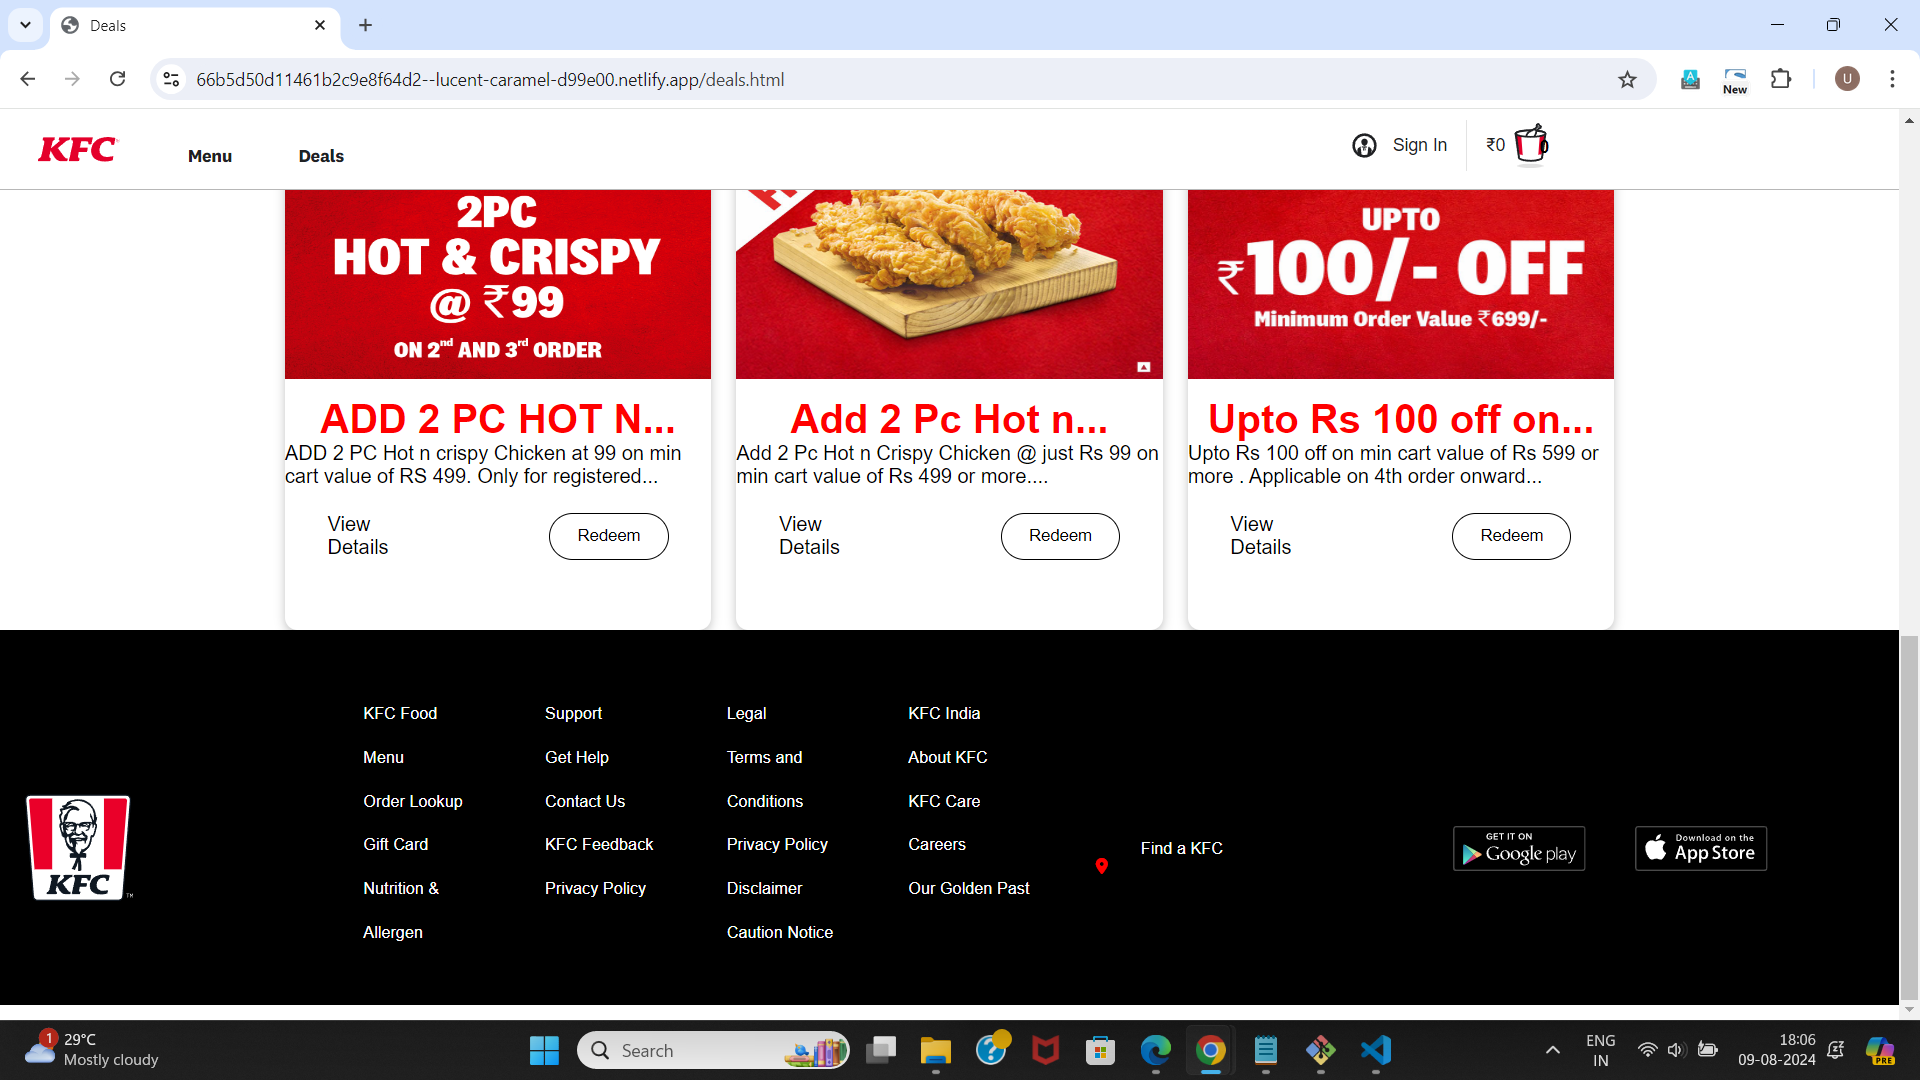 Deals
66b5d50d11461b2c9e8f64d2--lucent-caramel-d99e00.netlify.app/deals.html
New
U
KFC
Menu
Deals
Sign In
₹0
2PC
HOT & CRISPY
@ ₹99
ON 2nd AND 3rd ORDER
UPTO
₹100/- OFF
Minimum Order Value ₹699/-
ADD 2 PC HOT N...
ADD 2 PC Hot n crispy Chicken at 99 on min
cart value of RS 499. Only for registered...
View
Details
Redeem
Add 2 Pc Hot n...
Add 2 Pc Hot n Crispy Chicken @ just Rs 99 on
min cart value of Rs 499 or more....
View
Details
Redeem
Upto Rs 100 off on...
Upto Rs 100 off on min cart value of Rs 599 or
more . Applicable on 4th order onward...
View
Details
Redeem
KFC
TM
KFC Food
Menu
Order Lookup
Gift Card
Nutrition &
Allergen
Support
Get Help
Contact Us
KFC Feedback
Privacy Policy
Legal
Terms and
Conditions
Privacy Policy
Disclaimer
Caution Notice
KFC India
About KFC
KFC Care
Careers
Our Golden Past
Find a KFC
GET IT ON
Google play
Download on the
App Store
1
29°C
Mostly cloudy
Search
ENG
IN
18:06
09-08-2024
PRE